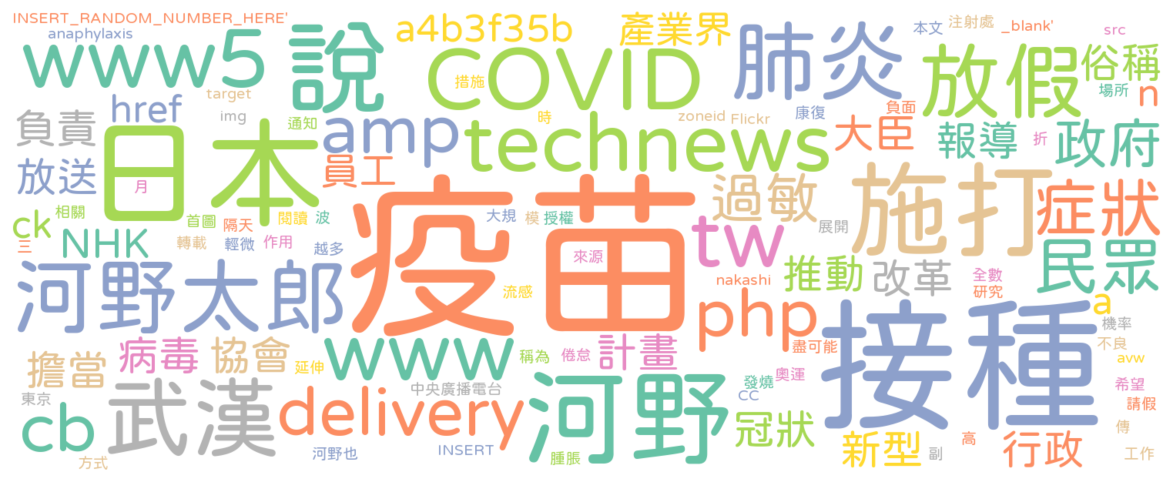 INSERT_RANDOM_NUMBER_HERE'
anaphylaxis
www5
說
a4b3f35b
產業界
肺炎
本文
注射處
_blank'
src
COVID
措施
放假
俗稱
場所
n
target
href
img
負責
通知
amp
時
zoneid
Flickr
康復
負面
technews
大臣
報導
折
政府
日本
員工
放送
月
疫苗
過敏
施打
症狀
大規
模
授權
tw
展開
ck
相關
首圖
隔天
閱讀
波
三
NHK
轉載
輕微
作用
越多
來源
民眾
推動
改革
nakashi
全數
研究
河野太郎
流感
php
接種
a
機率
不良
盡可能
擔當
病毒
協會
延伸
www
稱為
倦怠
計畫
avw
東京
武漢
中央廣播電台
河野
發燒
奧運
CC
希望
請假
delivery
cb
冠狀
傳
方式
河野也
INSERT
腫脹
新型
副
高
行政
工作